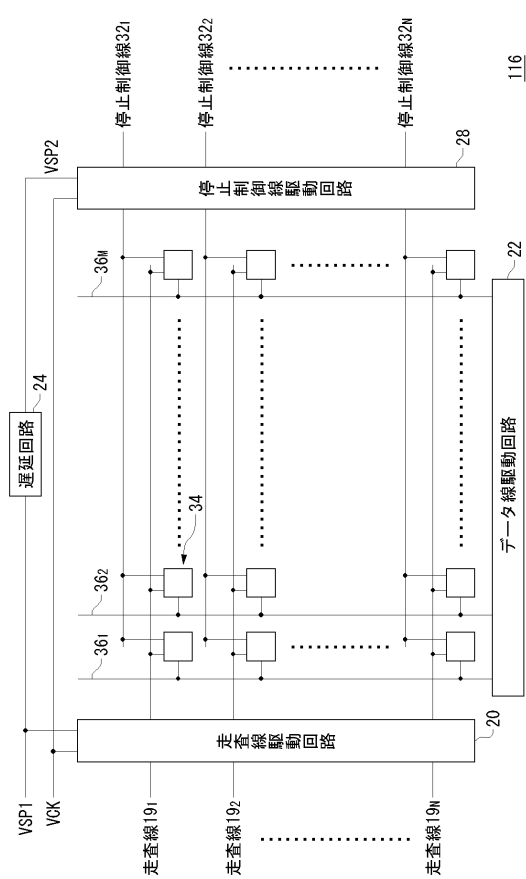 116
停止制御線32₁
停止制御線32₂
停止制御線32N
VSP2
停止制御線駆動回路
28
36M
22
遅延回路
24
34
データ線駆動回路
36₂
36₁
走査線駆動回路
20
VSP1
VCK
走査線19₁
走査線19₂
走査線19N